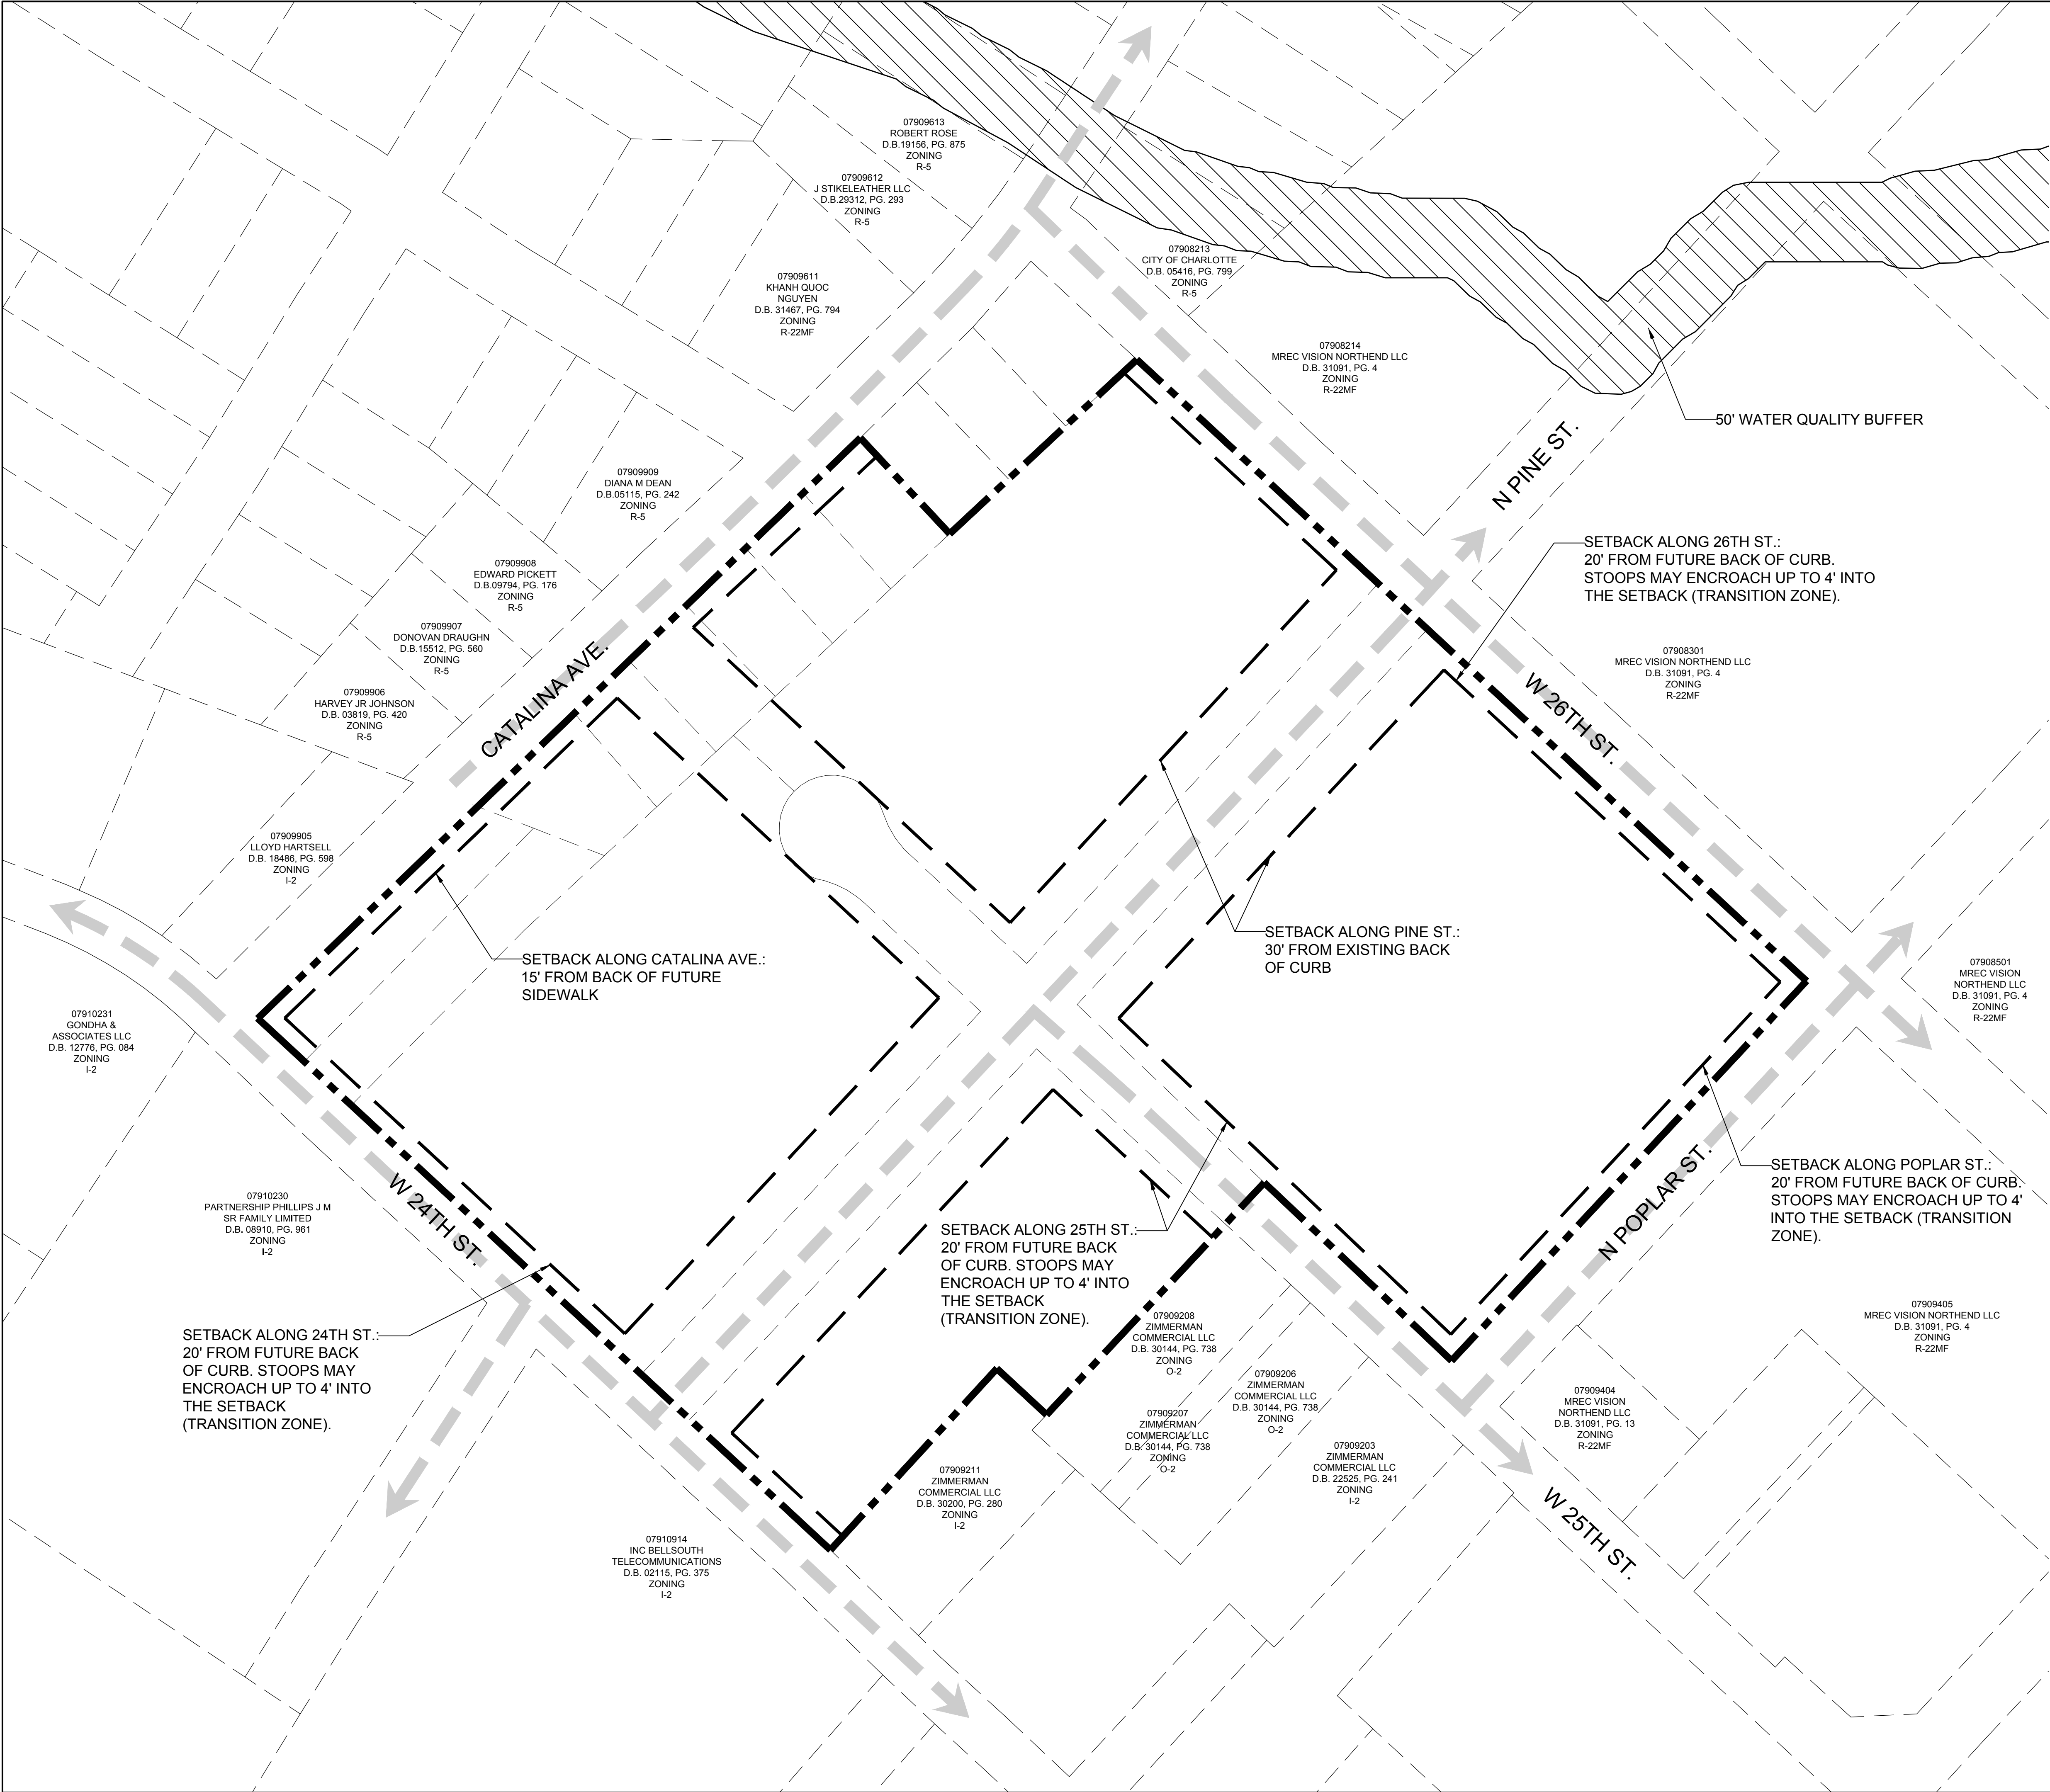 07909613
ROBERT ROSE
D.B.19156, PG. 875
ZONING
R-5
07909612
J STIKELEATHER LLC
D.B.29312, PG. 293
ZONING
R-5
07909611
KHANH QUOC
NGUYEN
D.B. 31467, PG. 794
ZONING
R-22MF
07908213
CITY OF CHARLOTTE
D.B. 05416, PG. 799
ZONING
R-5
07908214
MREC VISION NORTHEND LLC
D.B. 31091, PG. 4
ZONING
R-22MF
50' WATER QUALITY BUFFER
N PINE ST.
07909909
DIANA M DEAN
D.B.05115, PG. 242
ZONING
R-5
07909908
EDWARD PICKETT
D.B.09794, PG. 176
ZONING
R-5
SETBACK ALONG 26TH ST.:
20' FROM FUTURE BACK OF CURB.
STOOPS MAY ENCROACH UP TO 4' INTO
THE SETBACK (TRANSITION ZONE).
07909907
DONOVAN DRAUGHN
D.B.15512, PG. 560
ZONING
R-5
07909906
HARVEY JR JOHNSON
D.B. 03819, PG. 420
ZONING
R-5
CATALINA AVE.
07908301
MREC VISION NORTHEND LLC
D.B. 31091, PG. 4
ZONING
R-22MF
W 26TH ST.
07909905
LLOYD HARTSELL
D.B. 18486, PG. 598
ZONING
I-2
SETBACK ALONG CATALINA AVE.:
15' FROM BACK OF FUTURE
SIDEWALK
SETBACK ALONG PINE ST.:
30' FROM EXISTING BACK
OF CURB
07908501
MREC VISION
NORTHEND LLC
D.B. 31091, PG. 4
ZONING
R-22MF
07910231
GONDHA &
ASSOCIATES LLC
D.B. 12776, PG. 084
ZONING
I-2
07910230
PARTNERSHIP PHILLIPS J M
SR FAMILY LIMITED
D.B. 08910, PG. 961
ZONING
I-2
W 24TH ST.
SETBACK ALONG 25TH ST.:
20' FROM FUTURE BACK
OF CURB. STOOPS MAY
ENCROACH UP TO 4' INTO
THE SETBACK
(TRANSITION ZONE).
N POPLAR ST.
SETBACK ALONG POPLAR ST.:
20' FROM FUTURE BACK OF CURB.
STOOPS MAY ENCROACH UP TO 4'
INTO THE SETBACK (TRANSITION
ZONE).
SETBACK ALONG 24TH ST.:
20' FROM FUTURE BACK
OF CURB. STOOPS MAY
ENCROACH UP TO 4' INTO
THE SETBACK
(TRANSITION ZONE).
07909208
ZIMMERMAN
COMMERCIAL LLC
D.B. 30144, PG. 738
ZONING
O-2
07909206
ZIMMERMAN
COMMERCIAL LLC
D.B. 30144, PG. 738
ZONING
O-2
07909207
ZIMMERMAN
COMMERCIAL LLC
D.B. 30144, PG. 738
ZONING
O-2
07909203
ZIMMERMAN
COMMERCIAL LLC
D.B. 22525, PG. 241
ZONING
I-2
07909405
MREC VISION NORTHEND LLC
D.B. 31091, PG. 4
ZONING
R-22MF
07909404
MREC VISION
NORTHEND LLC
D.B. 31091, PG. 13
ZONING
R-22MF
07909211
ZIMMERMAN
COMMERCIAL LLC
D.B. 30200, PG. 280
ZONING
I-2
07910914
INC BELLSOUTH
TELECOMMUNICATIONS
D.B. 02115, PG. 375
ZONING
I-2
W 25TH ST.